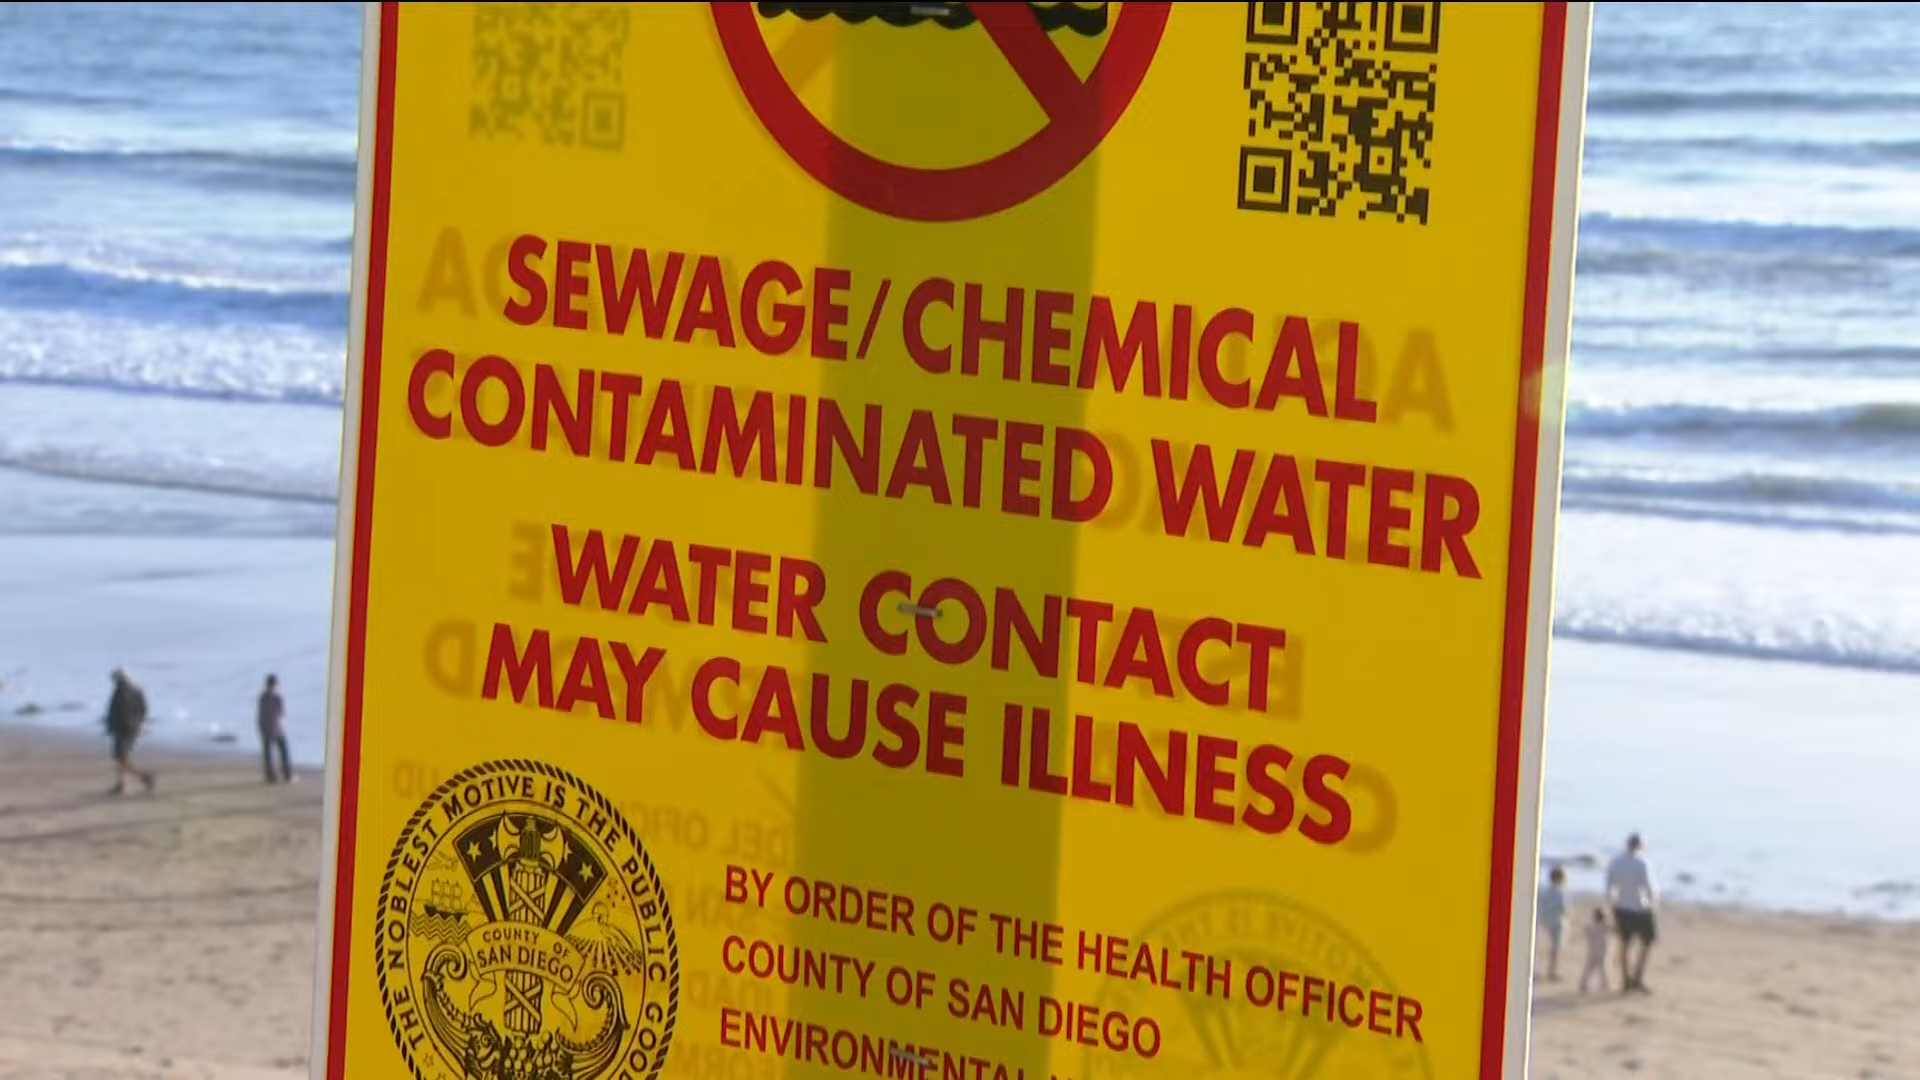 SEWAGE/CHEMICAL
CONTAMINATED WATER
WATER CONTACT
MAY CAUSE ILLNESS
THE NOBLEST MOTIVE IS THE PUBLIC GOOD
COUNTY OF
SAN DIEGO
BY ORDER OF THE HEALTH OFFICER
COUNTY OF SAN DIEGO
ENVIRONMENTAL